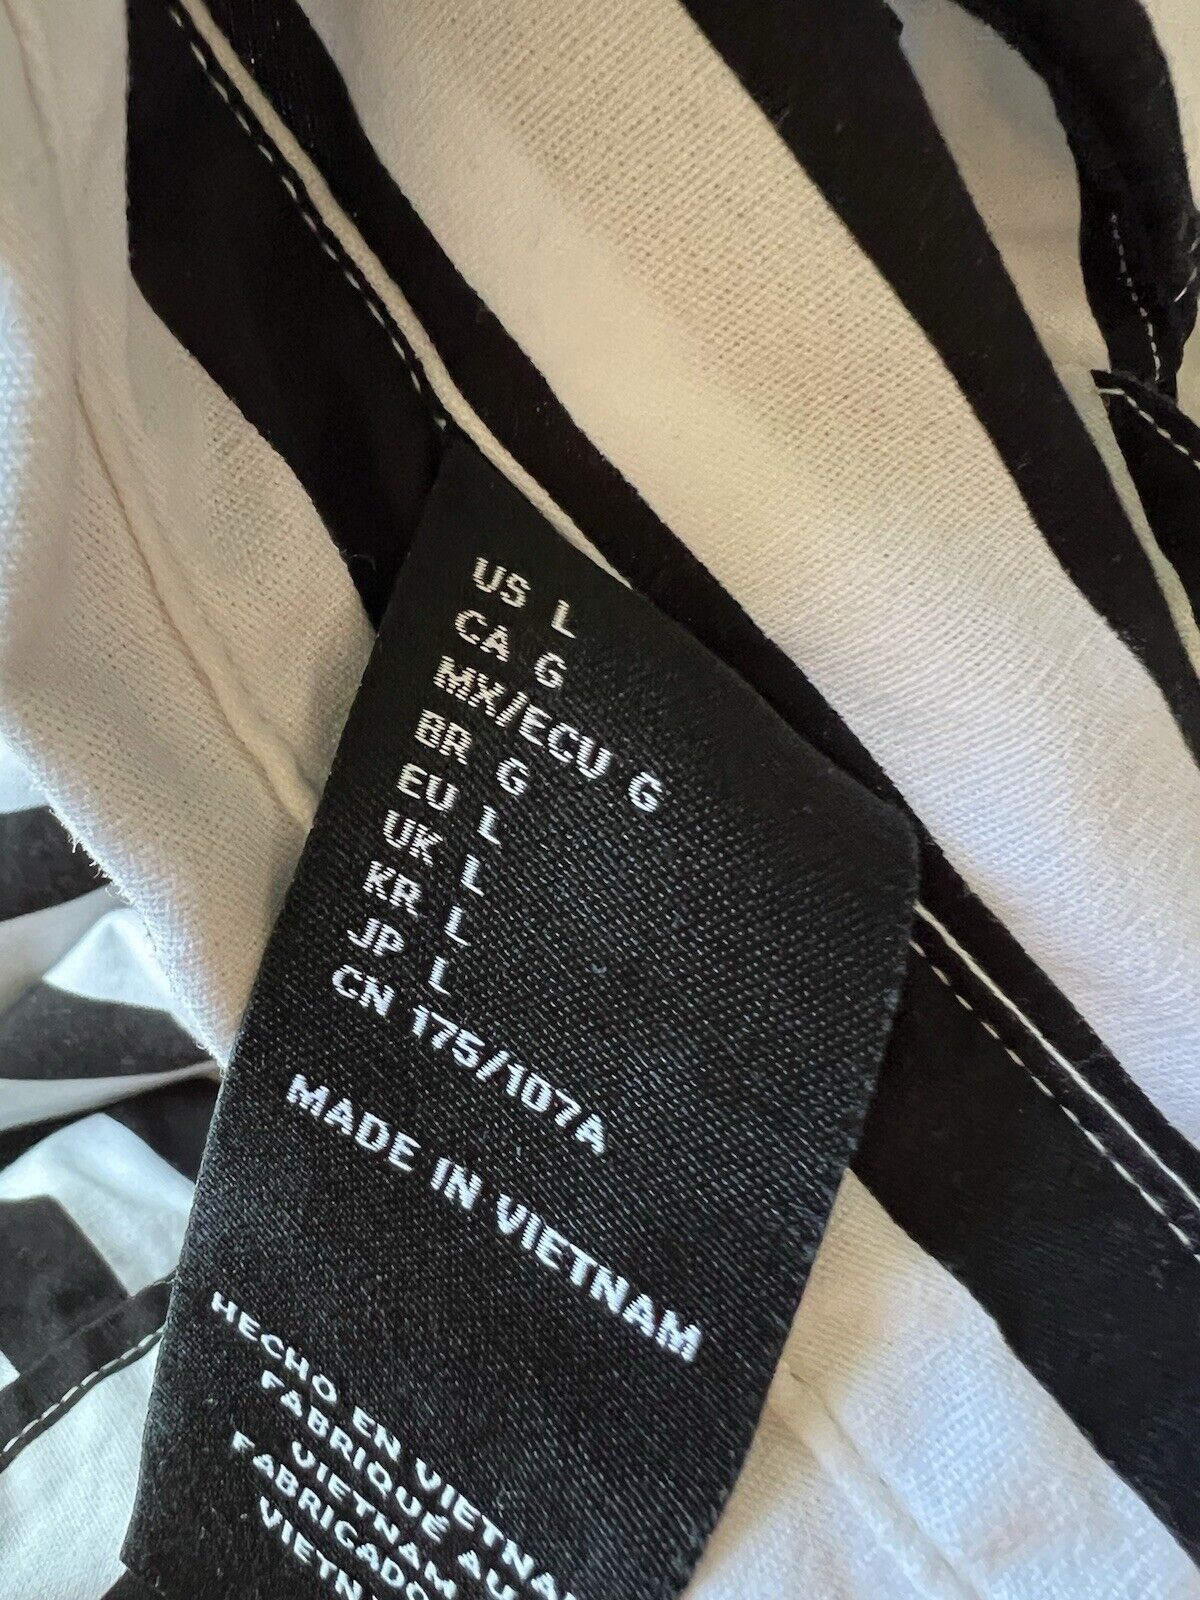 US L
CA G
MX/ECU G
BR G
EU L
UK L
KR L
JP L
CN 175/107A
MADE IN VIETNAM
HECHO EN VIETNAM
FABRIQUÉ AU
VIETNAM
FABRICADO